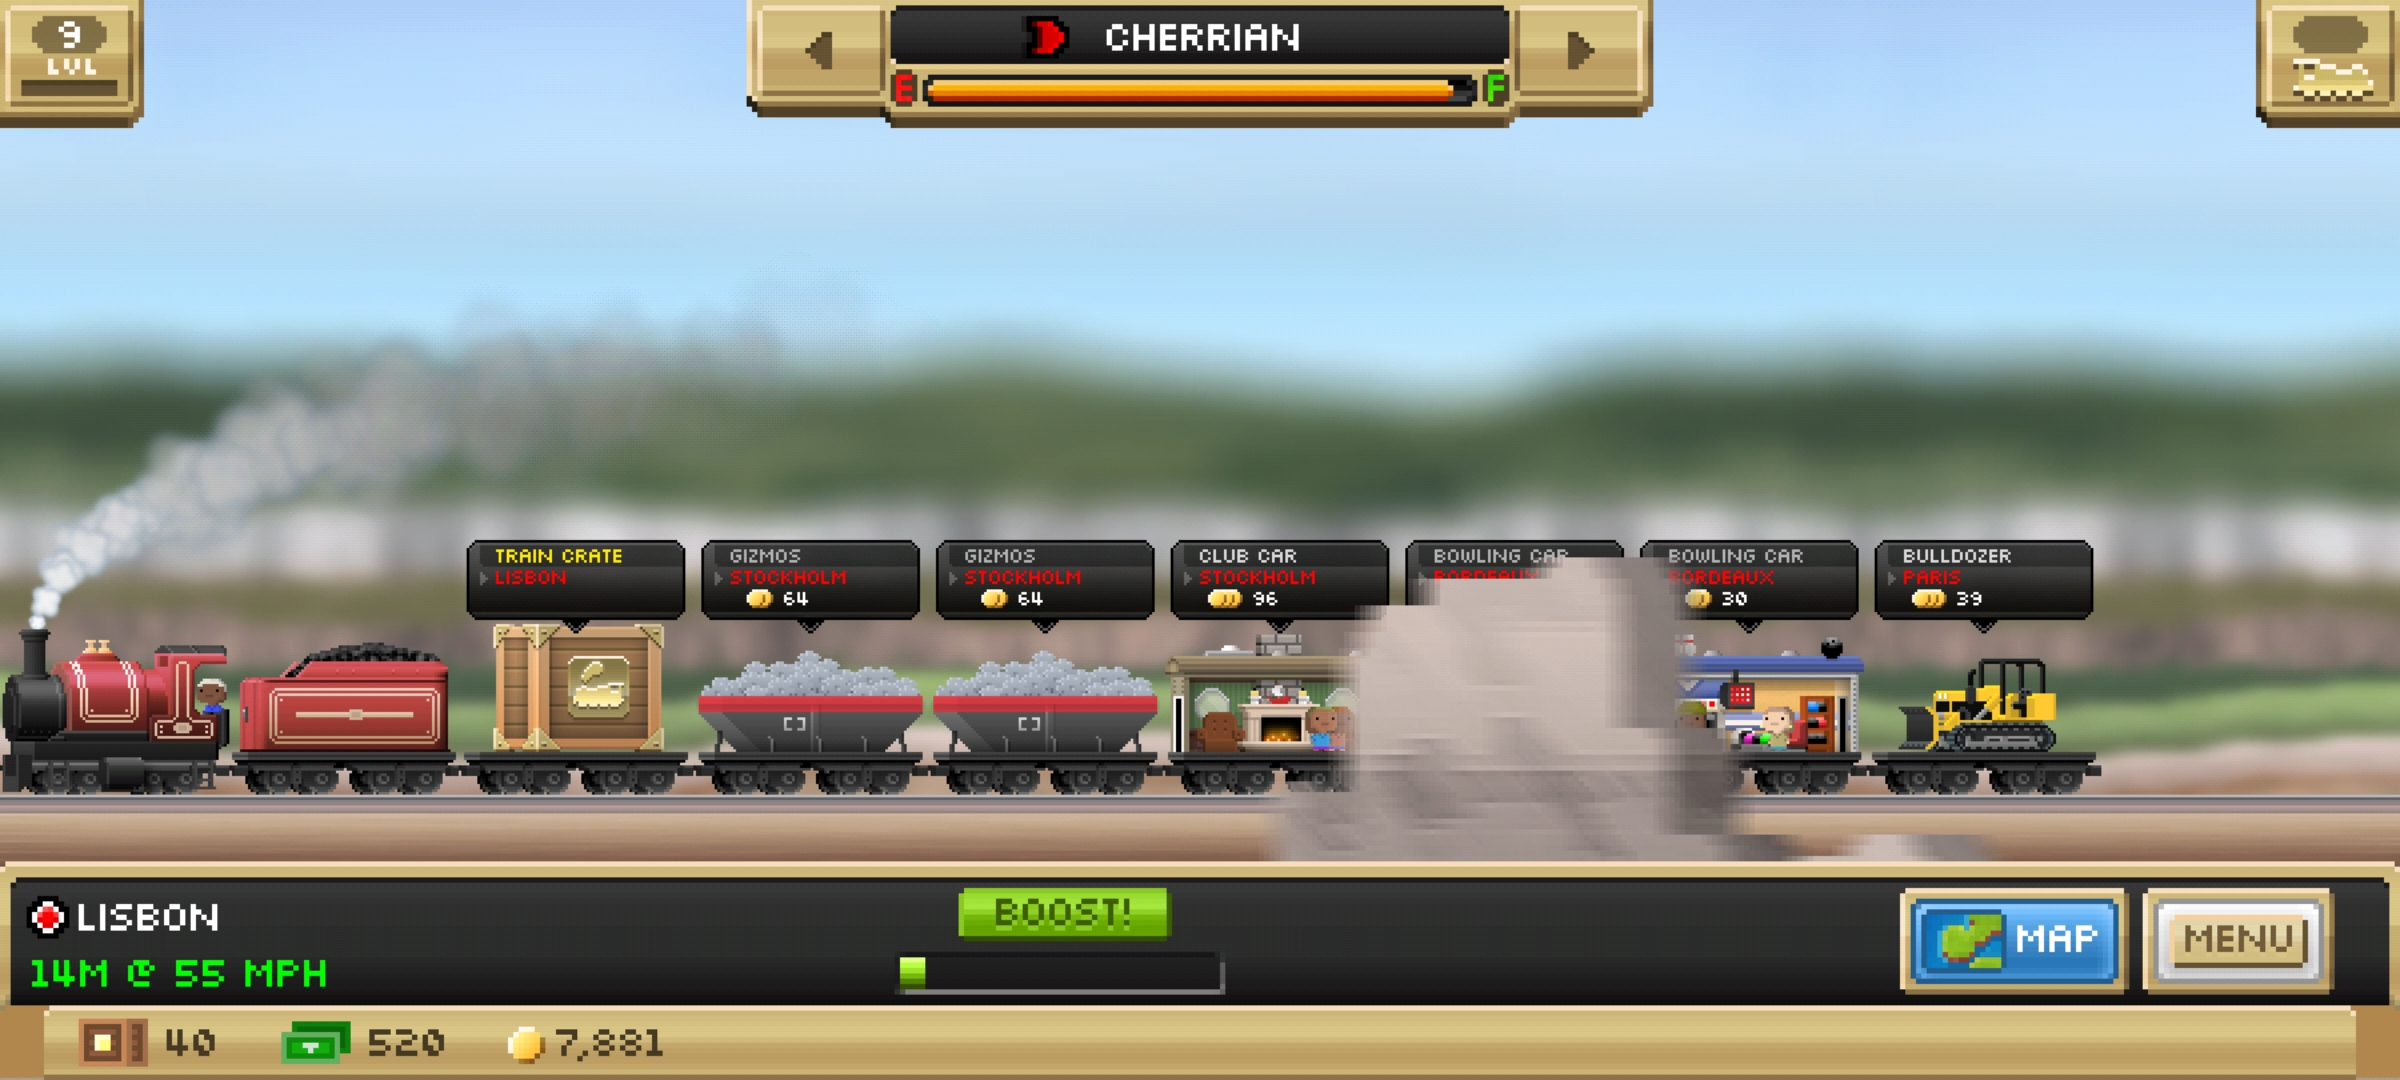 9
LVL
CHERRIAN
E F
TRAIN CRATE
LISBON
GIZMOS
STOCKHOLM
64
GIZMOS
STOCKHOLM
64
CLUB CAR
STOCKHOLM
96
BOWLING CAR
BORDEAUX
BOWLING CAR
BORDEAUX
30
BULLDOZER
PARIS
39
LISBON
14M @ 55 MPH
BOOST!
MAP
MENU
40
520
7,881